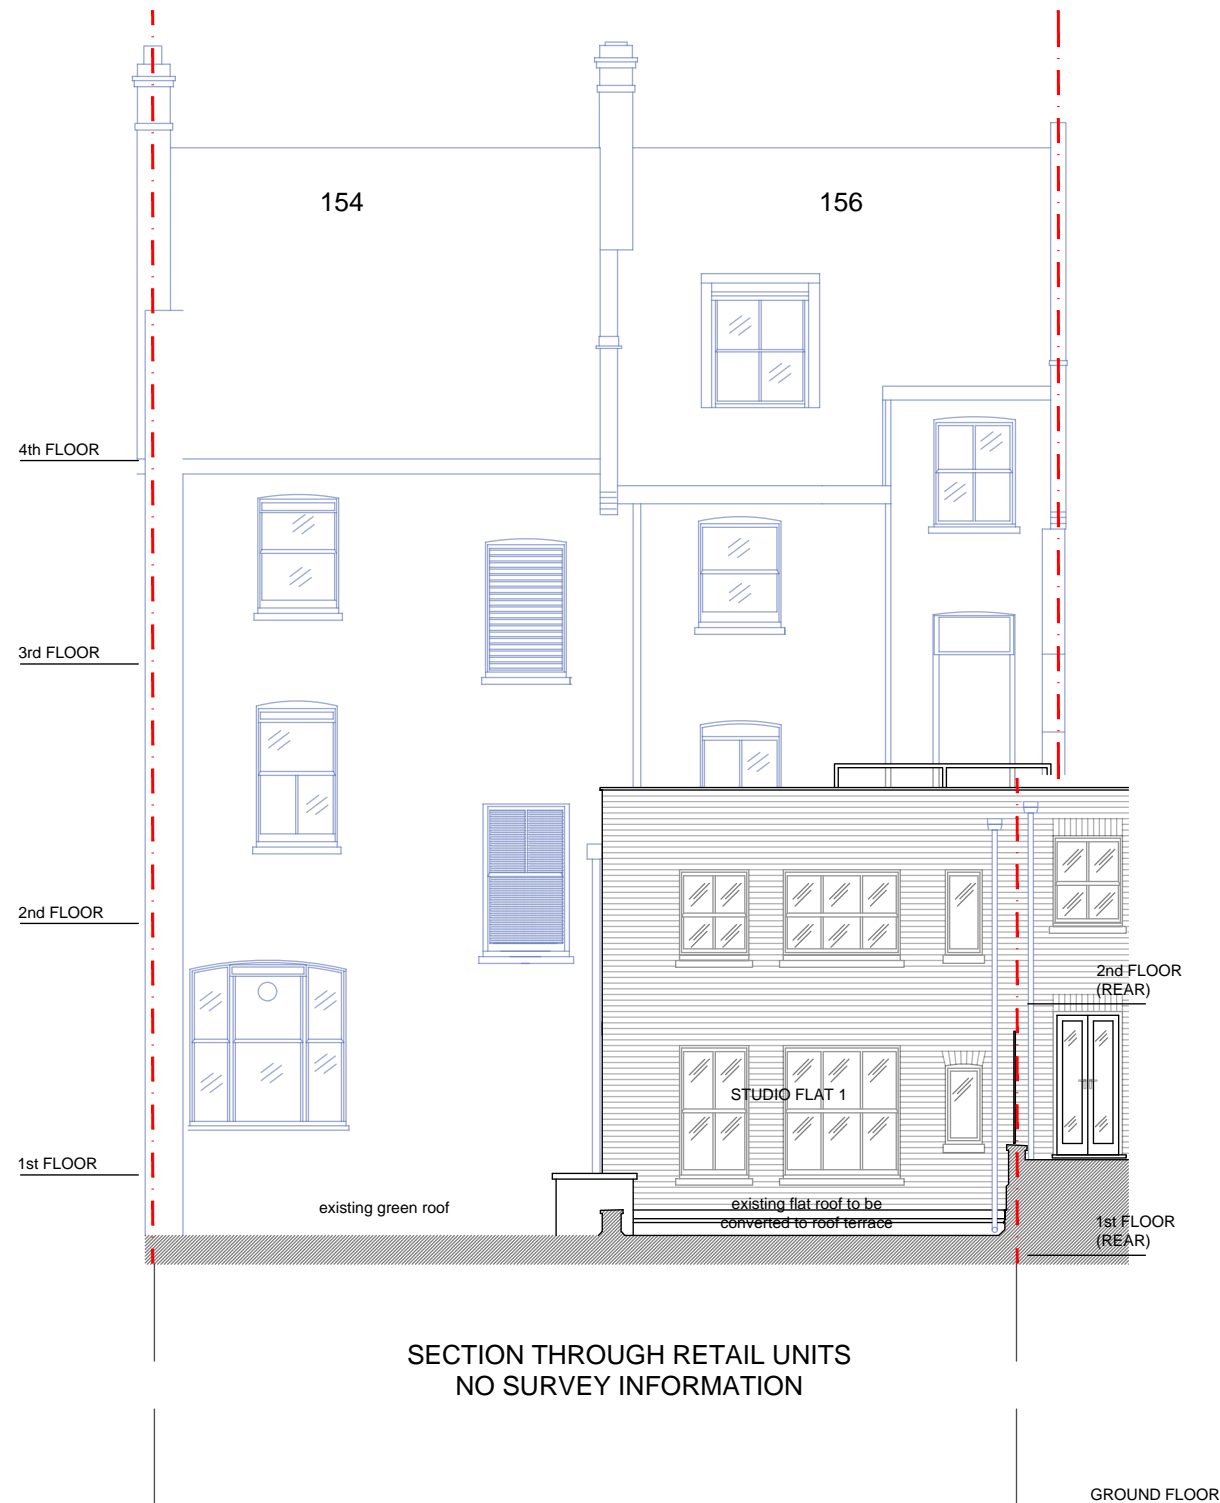 154
156
4th FLOOR
3rd FLOOR
2nd FLOOR
2nd FLOOR
(REAR)
STUDIO FLAT 1
1st FLOOR
existing green roof
existing flat roof to be
converted to roof terrace
1st FLOOR
(REAR)
SECTION THROUGH RETAIL UNITS
NO SURVEY INFORMATION
GROUND FLOOR